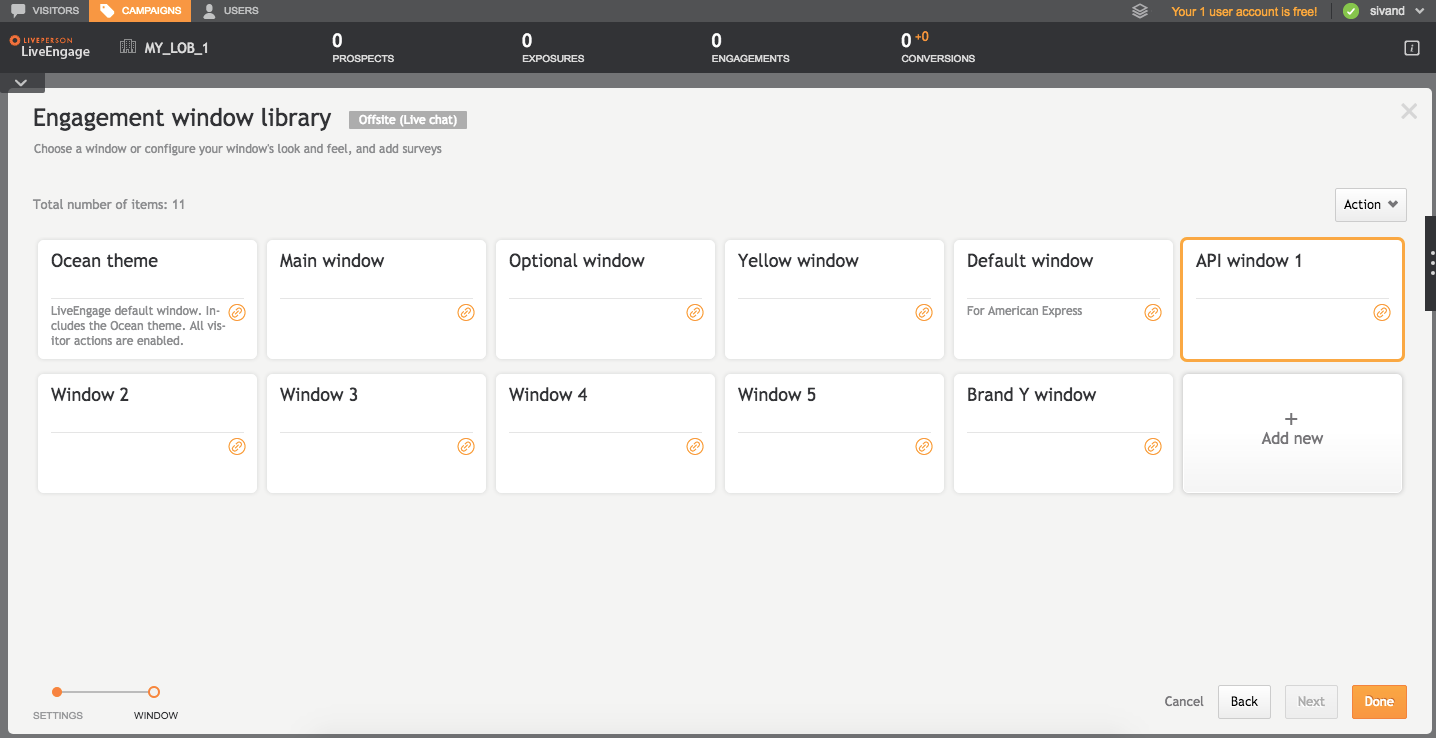 VISITORS
CAMPAIGNS
USERS
Your 1 user account is free!
sivand
LIVEPERSON
LiveEngage
MY_LOB_1
0
PROSPECTS
0
EXPOSURES
0
ENGAGEMENTS
0 +0
CONVERSIONS
Engagement window library
Offsite (Live chat)
Choose a window or configure your window's look and feel, and add surveys
Total number of items: 11
Action
Ocean theme
LiveEngage default window. In-
cludes the Ocean theme. All vis-
itor actions are enabled.
Main window
Optional window
Yellow window
Default window
For American Express
API window 1
Window 2
Window 3
Window 4
Window 5
Brand Y window
+
Add new
SETTINGS
WINDOW
Cancel
Back
Next
Done